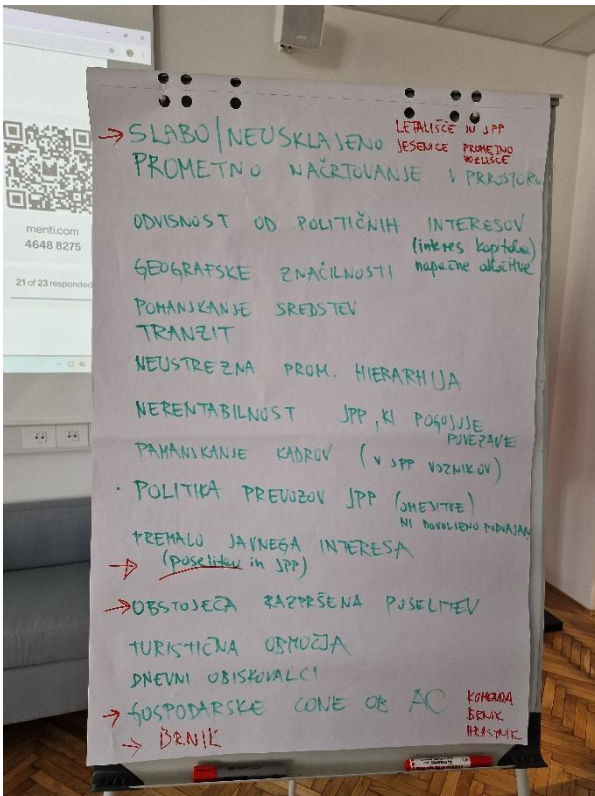 menti.com
4648 8275
21 of 23 responded
→ SLABO/NEUSKLAJENO
LETALIŠČE IN JPP
JESENICE PROMETNO
VOZLIŠČE
PROMETNO NAČRTOVANJE V PRROSTORU
ODVISNOST OD POLITIČNIH INTERESOV
(interes kapitala)
GEOGRAFSKE ZNAČILNOSTI
napačne odločitve
POMANJKANJE SREDSTEV
TRANZIT
NEUSTREZNA PROM. HIERARHIJA
NERENTABILNOST JPP, KI POGOJUJE
POVEZAVE
PAMANJKANJE KADROV (V JPP VOZNIKOV)
· POLITIKA PREVOZOV JPP (OMEJITVE)
NI DOVOLJENO PODVAJAN
PREMALO JAVNEGA INTERESA
→ (poselitev in JPP)
→ OBSTOJEČA RAZPRŠENA POSELITEV
TURISTIČNA OBMOČJA
DNEVNI OBISKOVALCI
→ GOSPODARSKE CONE OB AC
KOMENDA
BRNIK
HRASTNIK
→ BRNIK